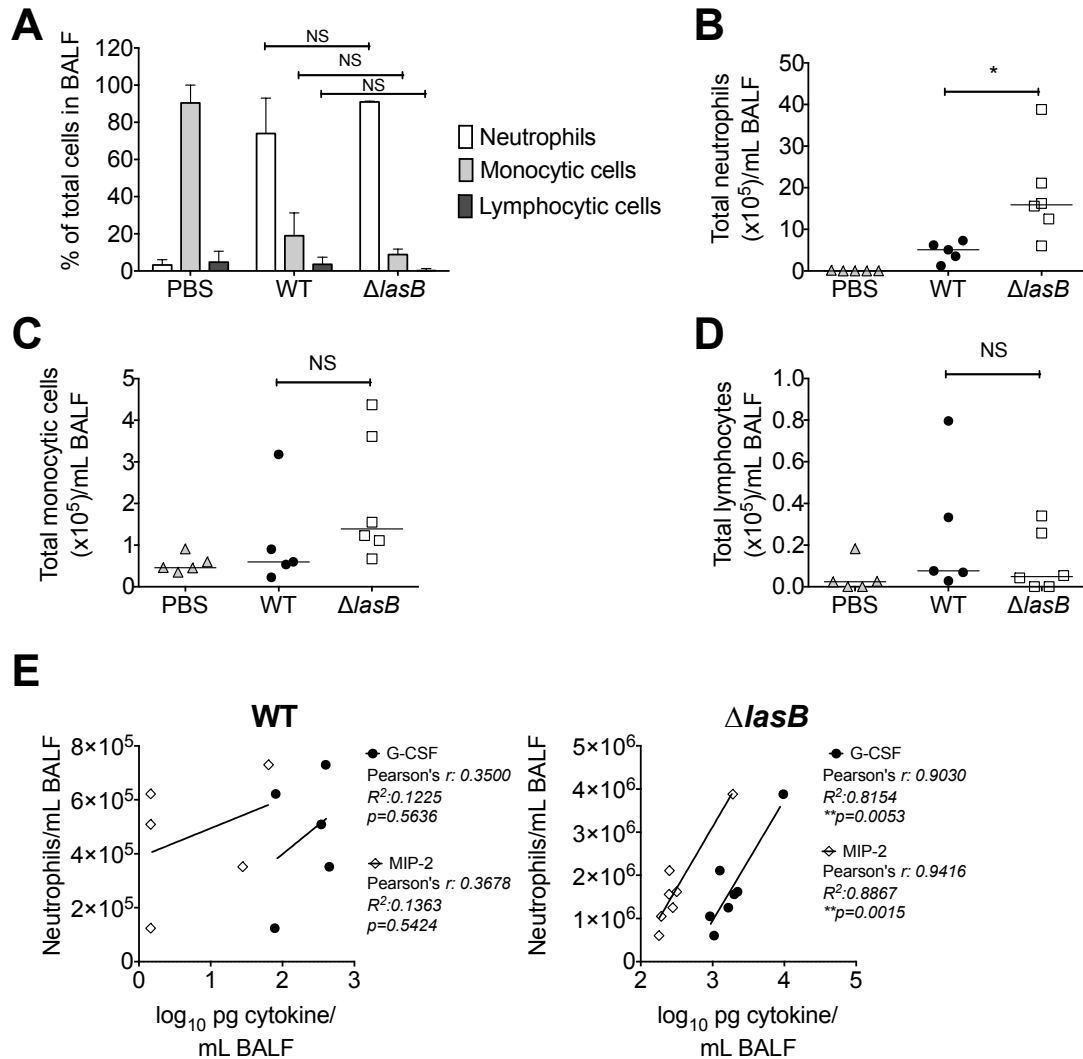 A
% of total cells in BALF
120
100
80
60
40
20
0
NS
NS
NS
PBS
WT
ΔlasB
Neutrophils
Monocytic cells
Lymphocytic cells
B
Total neutrophils
(x10⁵)/mL BALF
50
40
30
20
10
0
*
PBS
WT
ΔlasB
C
Total monocytic cells
(x10⁵)/mL BALF
5
4
3
2
1
0
NS
PBS
WT
ΔlasB
D
Total lymphocytes
(x10⁵)/mL BALF
1.0
0.8
0.6
0.4
0.2
0.0
NS
PBS
WT
ΔlasB
E
WT
Neutrophils/mL BALF
8×10⁵
6×10⁵
4×10⁵
2×10⁵
0
0
1
2
3
log₁₀ pg cytokine/
mL BALF
G-CSF
Pearson's r: 0.3500
R²:0.1225
p=0.5636
MIP-2
Pearson's r: 0.3678
R²:0.1363
p=0.5424
ΔlasB
Neutrophils/mL BALF
5×10⁶
4×10⁶
3×10⁶
2×10⁶
1×10⁶
0
2
3
4
5
log₁₀ pg cytokine/
mL BALF
G-CSF
Pearson's r: 0.9030
R²:0.8154
**p=0.0053
MIP-2
Pearson's r: 0.9416
R²:0.8867
**p=0.0015